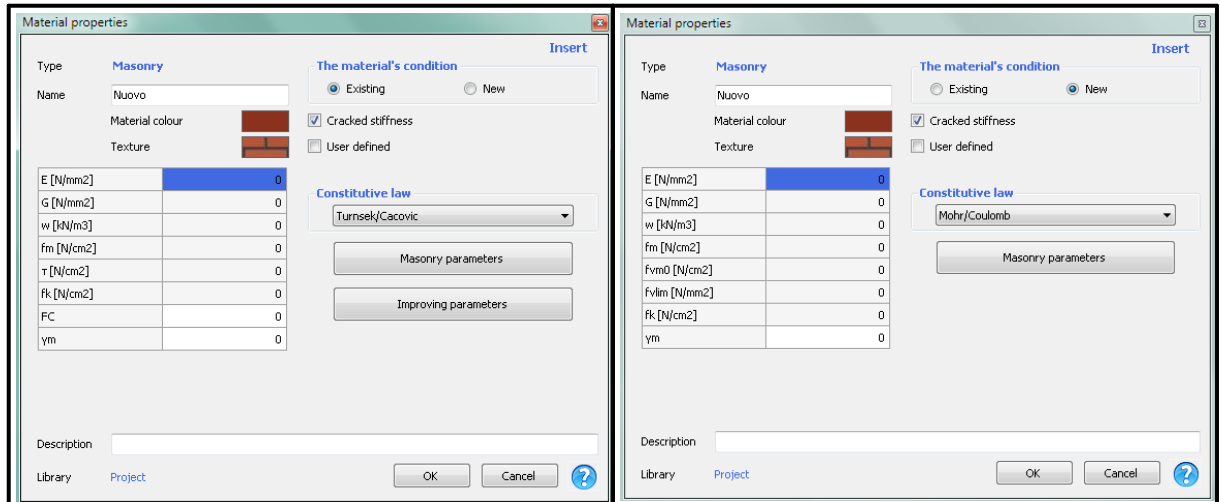 Material properties
Insert
Type Masonry
The material's condition
Name Nuovo
Existing New
Material colour
Cracked stiffness
Texture
User defined
E [N/mm2] 0
G [N/mm2] 0
Constitutive law
w [kN/m3] 0
Turnsek/Cacovic
fm [N/cm2] 0
τ [N/cm2] 0
Masonry parameters
fk [N/cm2] 0
Improving parameters
FC 0
γm 0
Description
Library Project
OK Cancel ?
Material properties
Insert
Type Masonry
The material's condition
Name Nuovo
Existing New
Material colour
Cracked stiffness
Texture
User defined
E [N/mm2] 0
G [N/mm2] 0
Constitutive law
w [kN/m3] 0
Mohr/Coulomb
fm [N/cm2] 0
fvm0 [N/cm2] 0
Masonry parameters
fvlim [N/mm2] 0
fk [N/cm2] 0
γm 0
Description
Library Project
OK Cancel ?